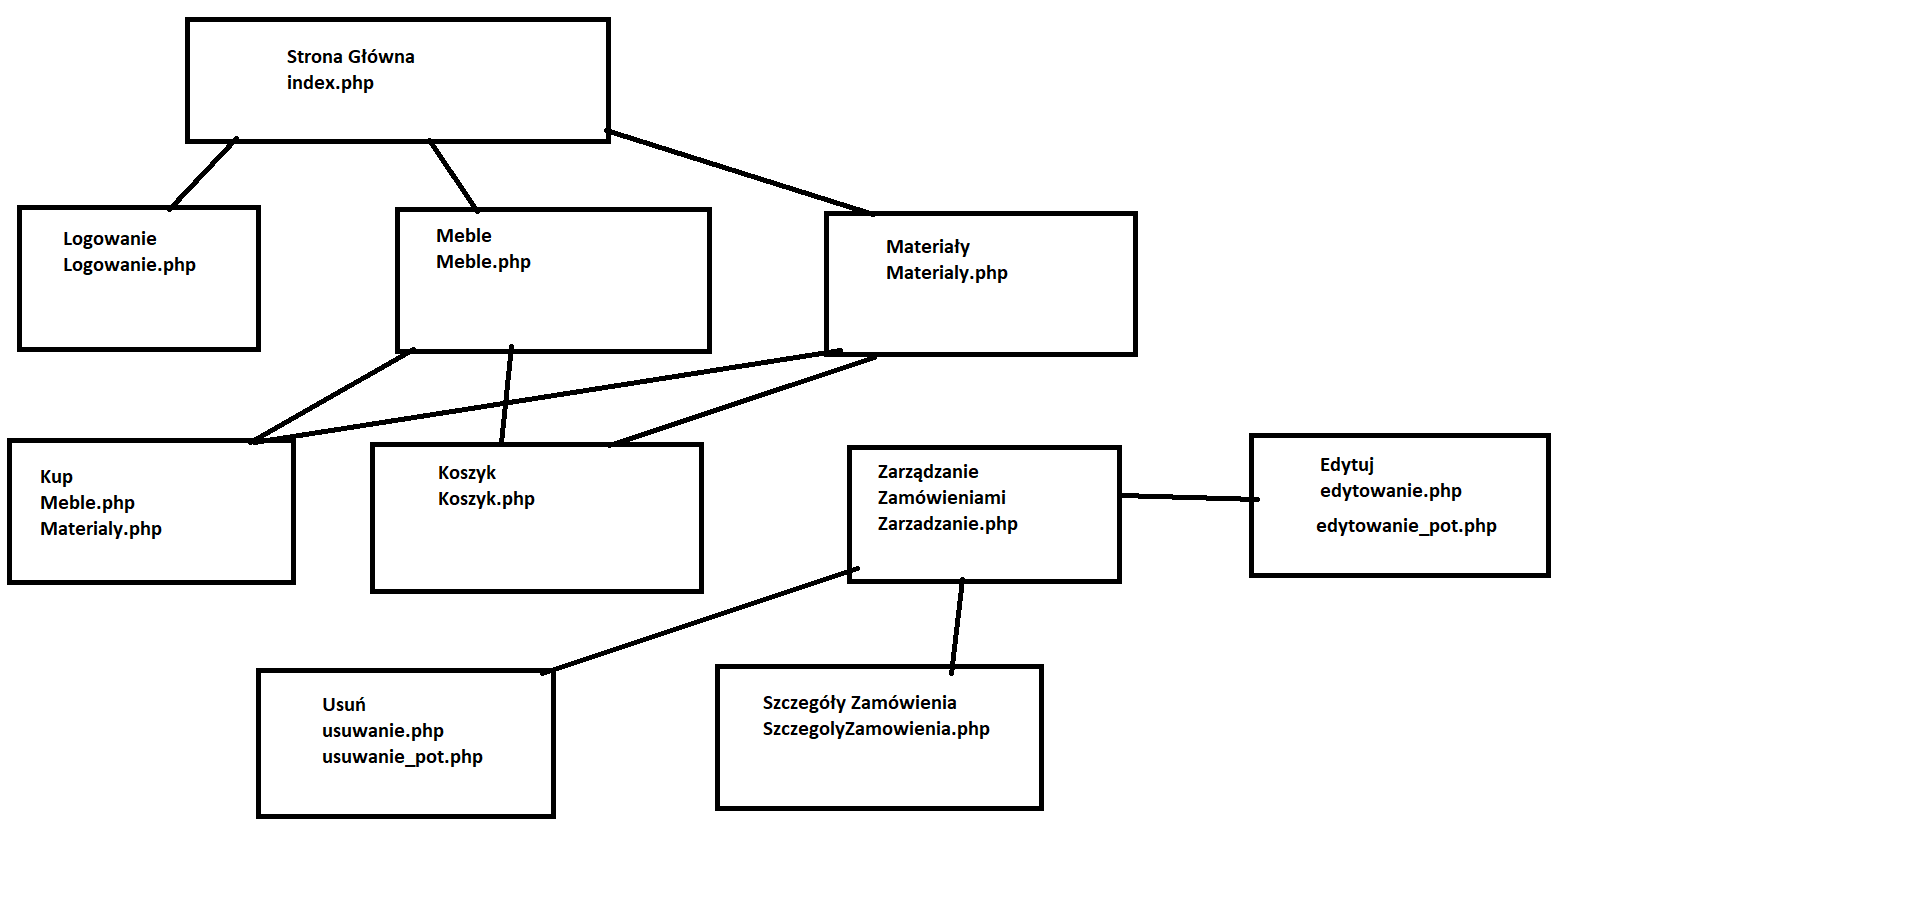 Strona Główna
index.php
Logowanie
Logowanie.php
Meble
Meble.php
Materiały
Materialy.php
Kup
Meble.php
Materialy.php
Koszyk
Koszyk.php
Zarządzanie
Zamówieniami
Zarzadzanie.php
Edytuj
edytowanie.php
edytowanie_pot.php
Usuń
usuwanie.php
usuwanie_pot.php
Szczegóły Zamówienia
SzczegolyZamowienia.php